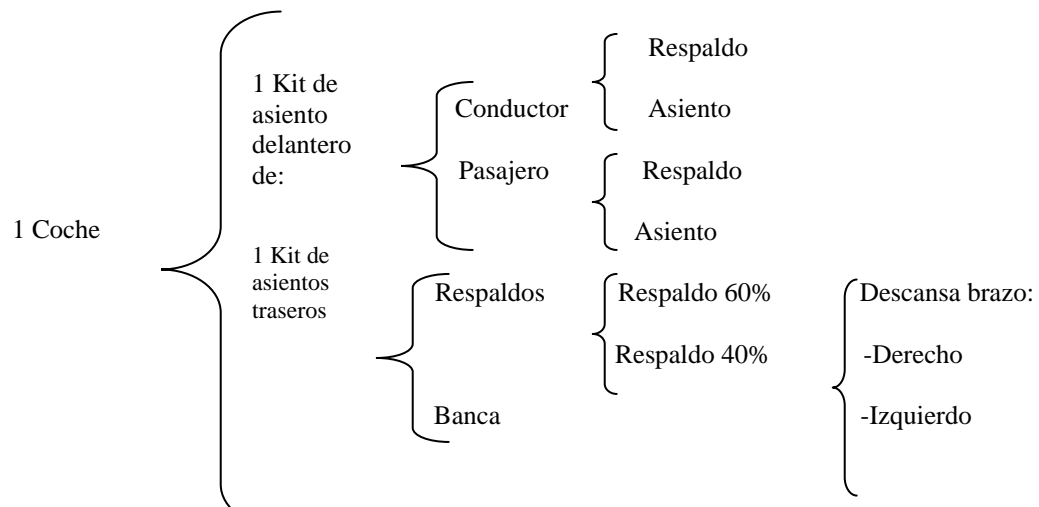 1 Coche
1 Kit de
asiento
delantero
de:
Conductor
Respaldo
Asiento
Pasajero
Respaldo
Asiento
1 Kit de
asientos
traseros
Respaldos
Respaldo 60%
Respaldo 40%
Descansa brazo:
-Derecho
-Izquierdo
Banca